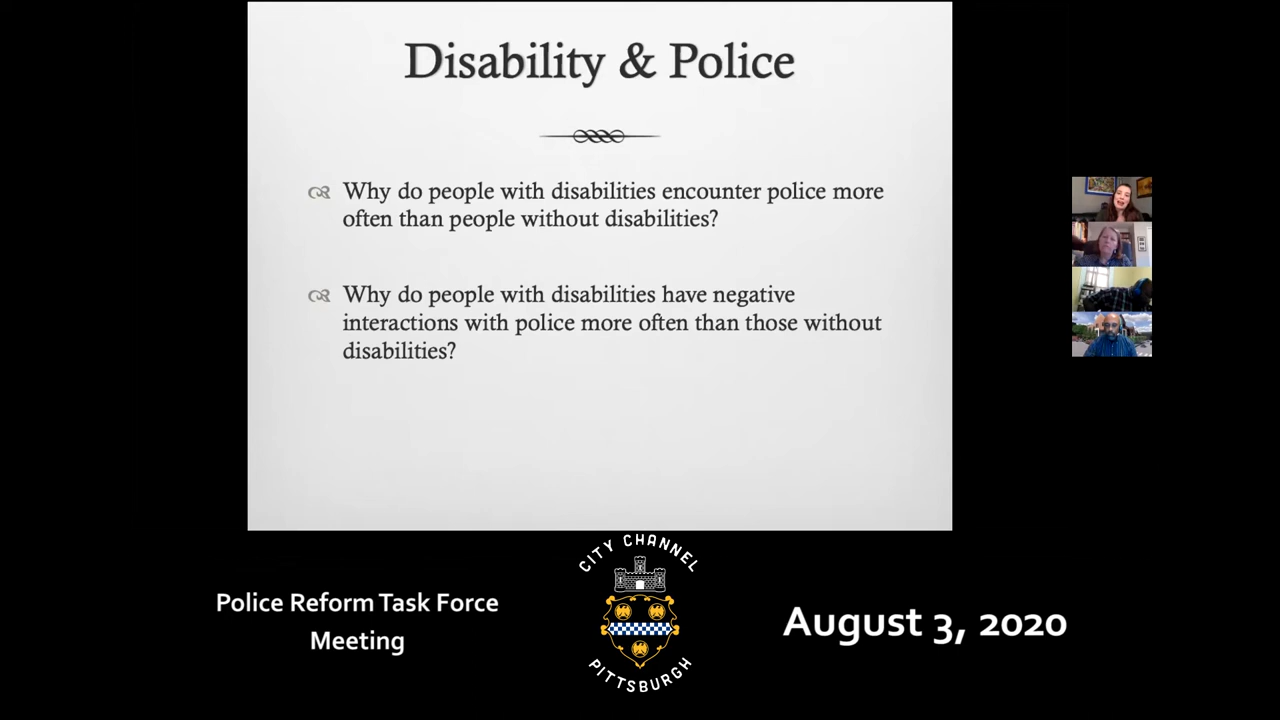 Disability & Police
Why do people with disabilities encounter police more
often than people without disabilities?
Why do people with disabilities have negative
interactions with police more often than those without
disabilities?
CITY CHANNEL
PITTSBURGH
Police Reform Task Force
Meeting
August 3, 2020